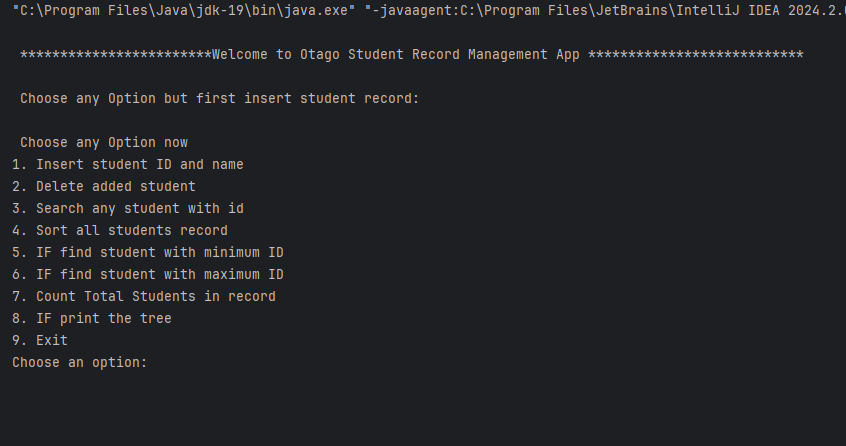 "C:\Program Files\Java\jdk-19\bin\java.exe" "-javaagent:C:\Program Files\JetBrains\IntelliJ IDEA 2024.2.
************************Welcome to Otago Student Record Management App ***************************
Choose any Option but first insert student record:
Choose any Option now
1. Insert student ID and name
2. Delete added student
3. Search any student with id
4. Sort all students record
5. IF find student with minimum ID
6. IF find student with maximum ID
7. Count Total Students in record
8. IF print the tree
9. Exit
Choose an option: